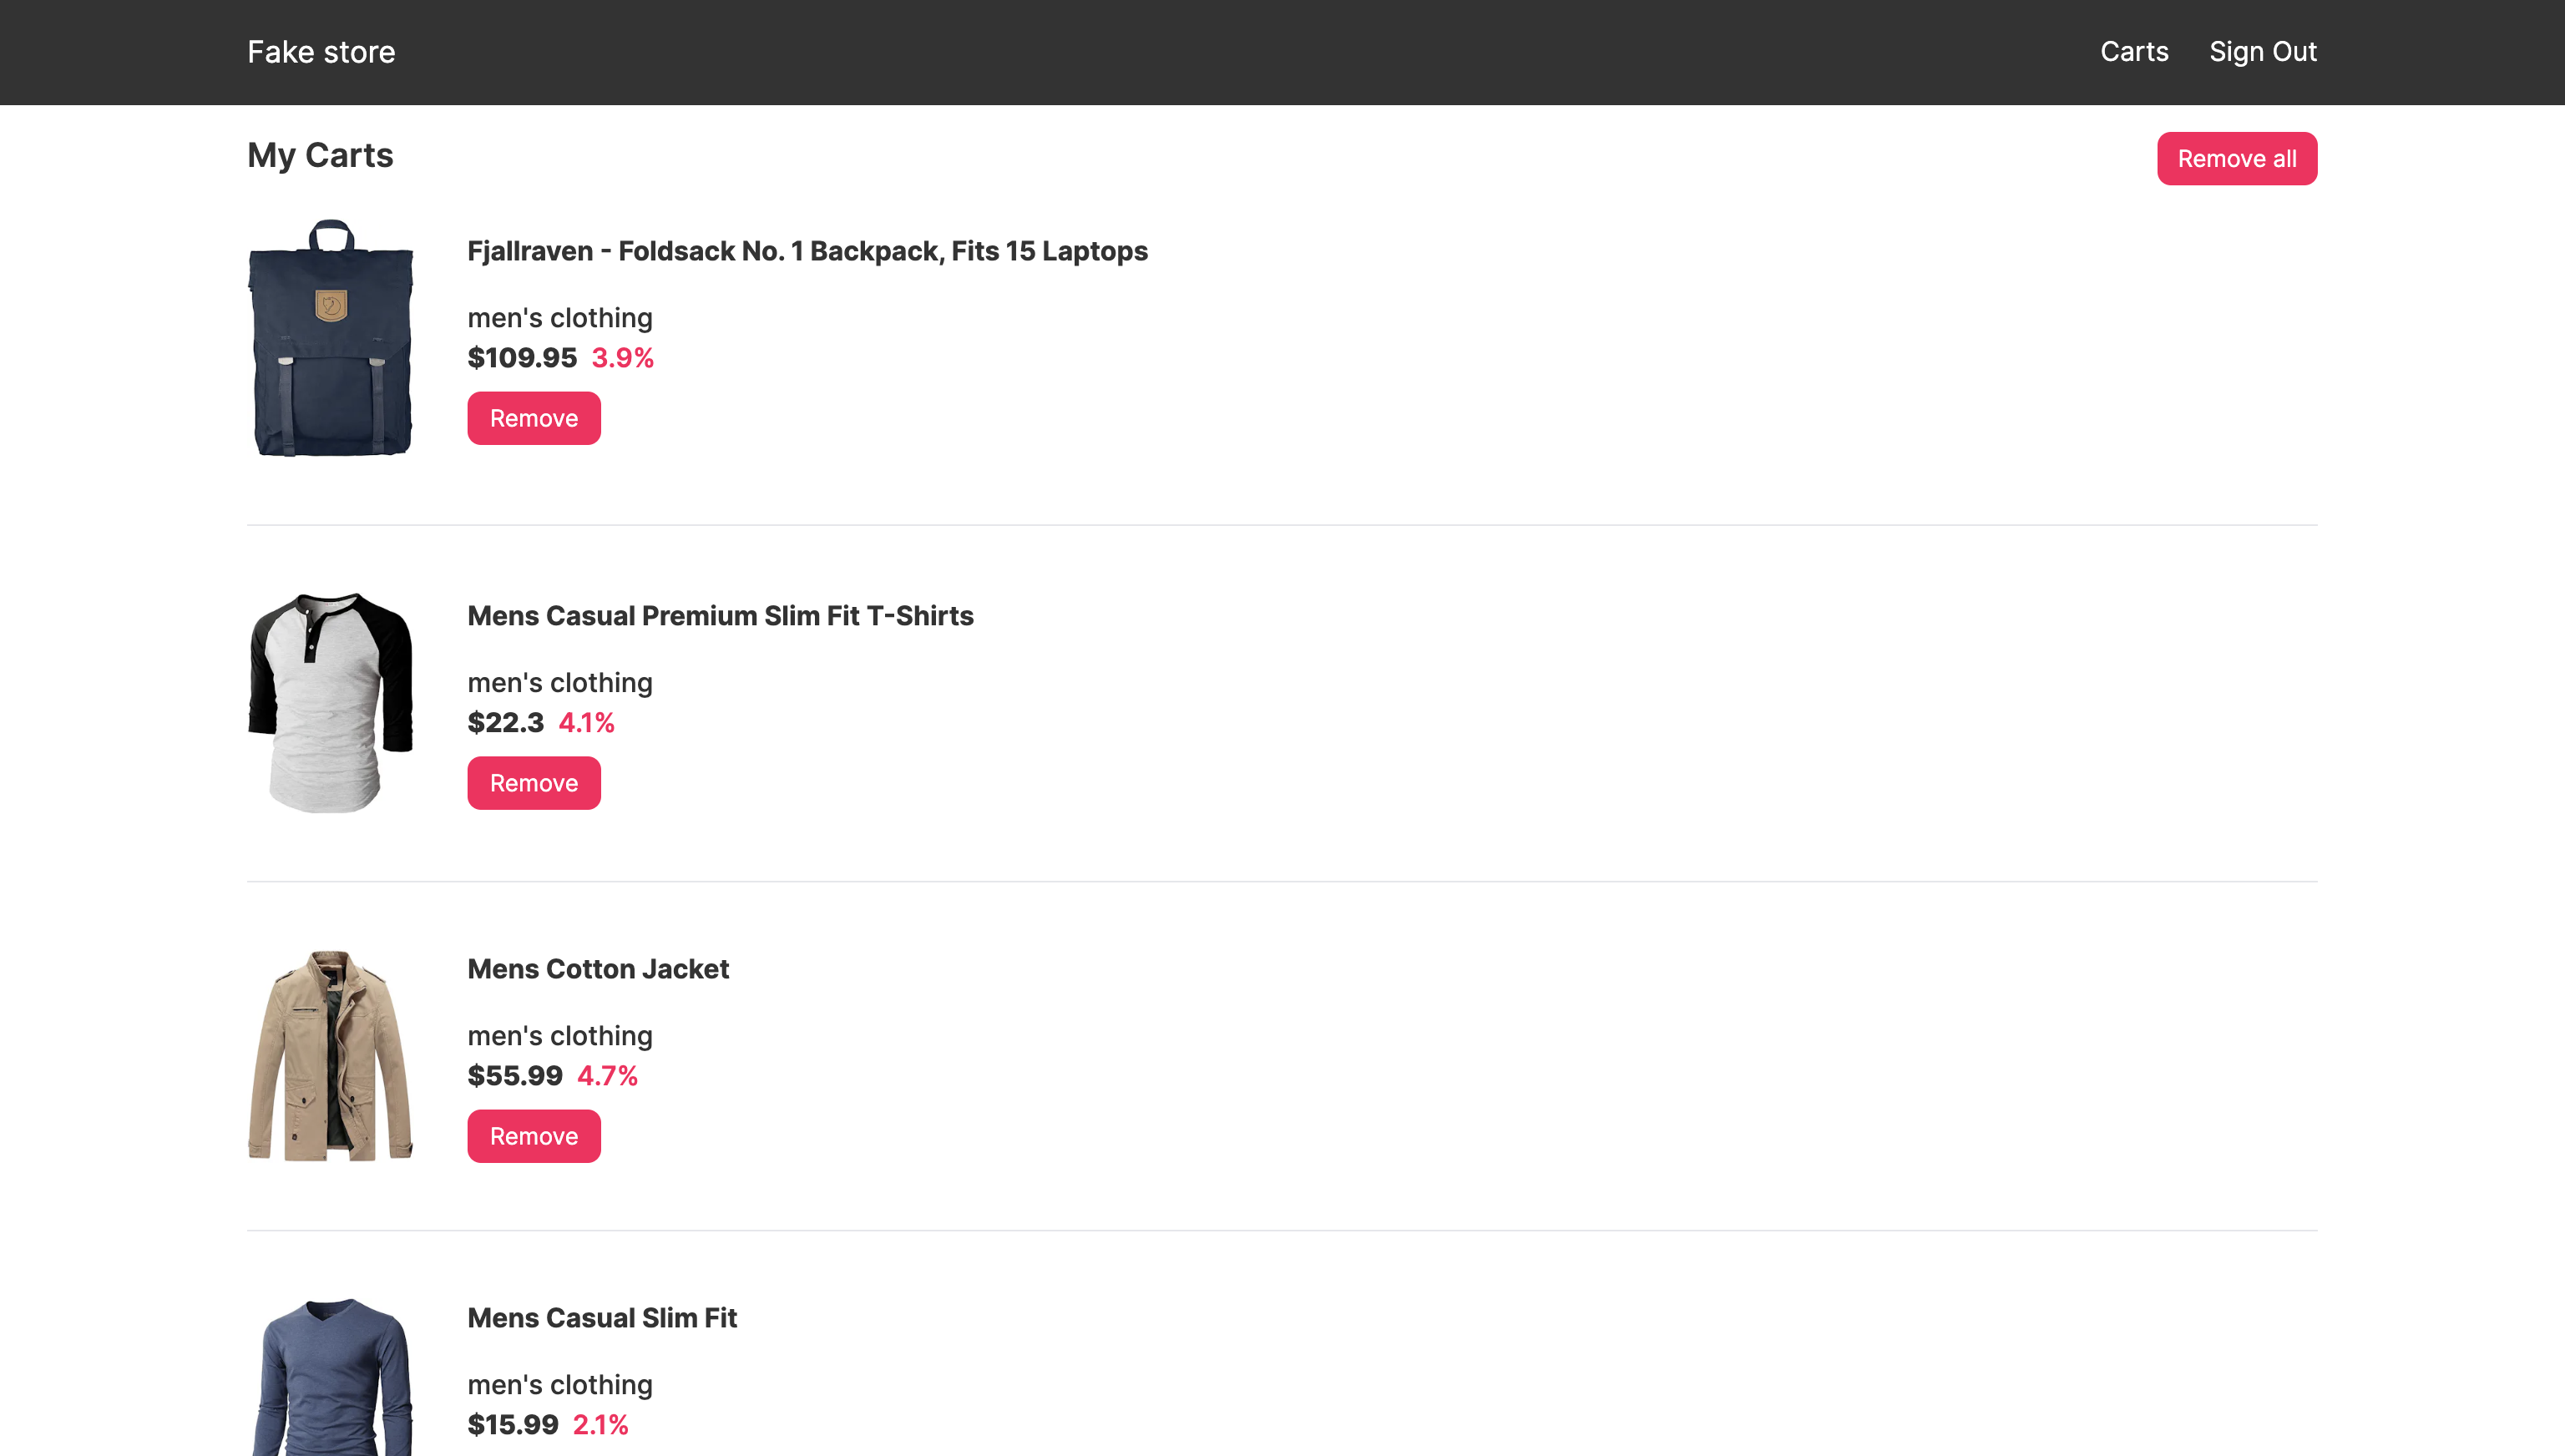 Fake store
Carts
Sign Out
My Carts
Remove all
Fjallraven - Foldsack No. 1 Backpack, Fits 15 Laptops
men's clothing
$109.95 3.9%
Remove
Mens Casual Premium Slim Fit T-Shirts
men's clothing
$22.3 4.1%
Remove
Mens Cotton Jacket
men's clothing
$55.99 4.7%
Remove
Mens Casual Slim Fit
men's clothing
$15.99 2.1%